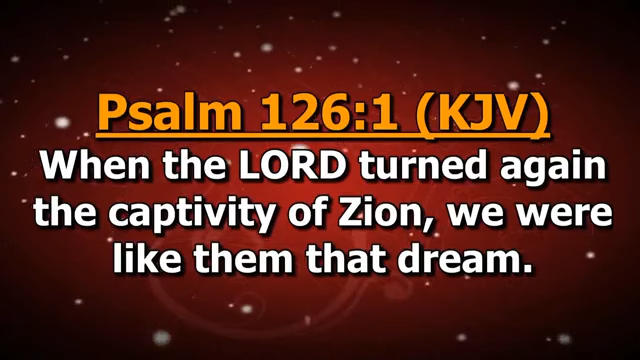 Psalm 126:1 (KJV)
When the LORD turned again
the captivity of Zion, we were
like them that dream.